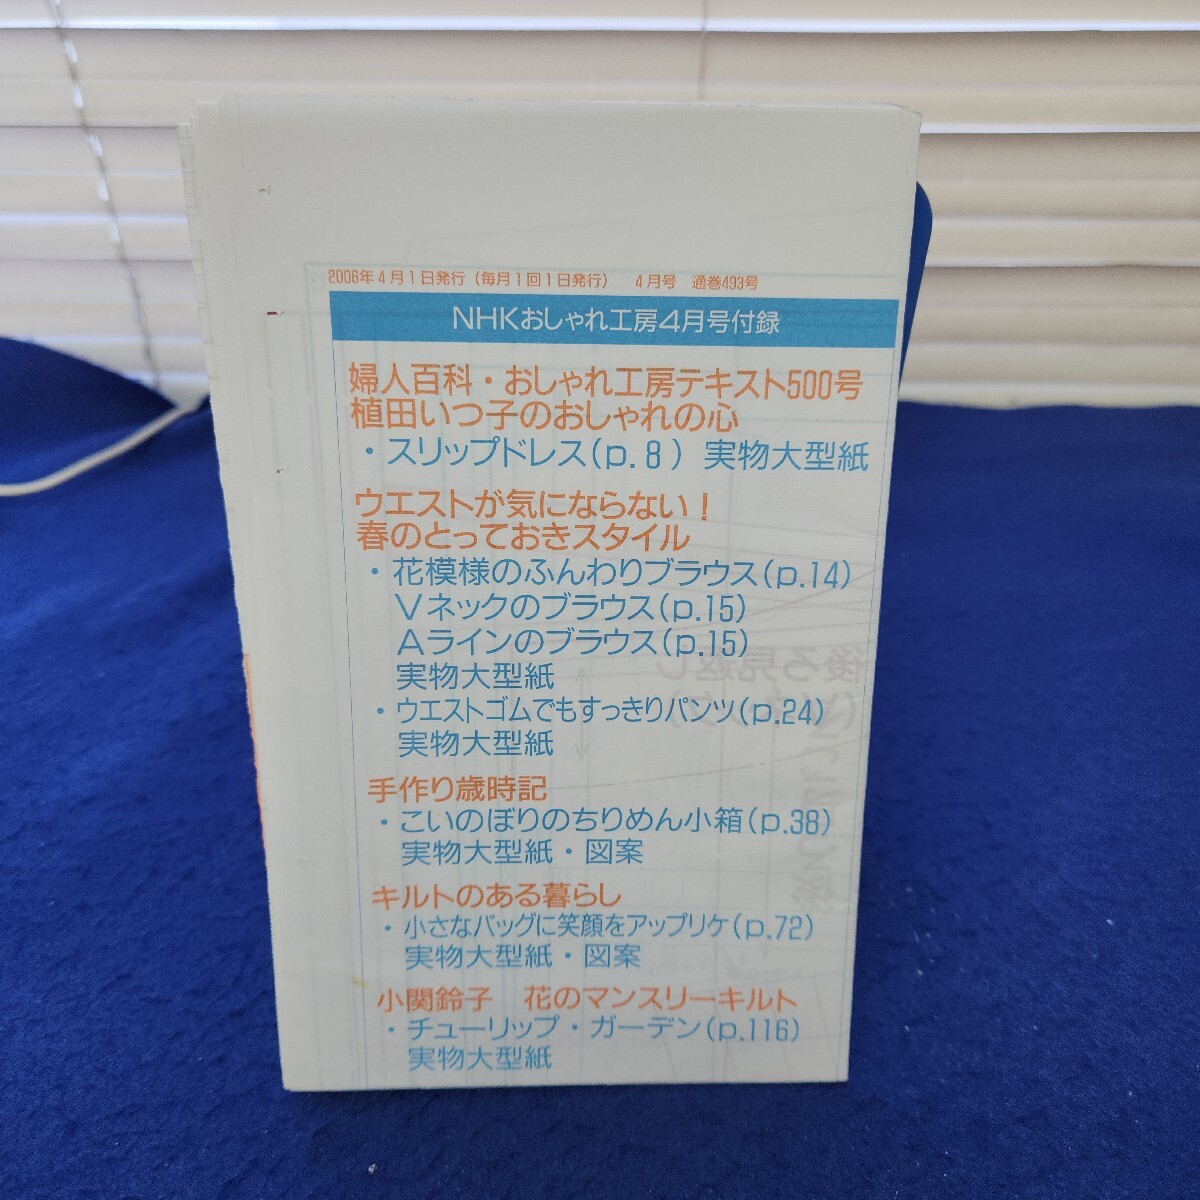 2006年4月1日発行(毎月1回1日発行) 4月号 通巻493号
NHKおしゃれ工房4月号付録
婦人百科・おしゃれ工房テキスト500号
植田いつ子のおしゃれの心
・スリップドレス(p.8) 実物大型紙
ウエストが気にならない!
春のとっておきスタイル
・花模様のふんわりブラウス(p.14)
Vネックのブラウス(p.15)
Aラインのブラウス(p.15)
実物大型紙
・ウエストゴムでもすっきりパンツ(p.24)
実物大型紙
手作り歳時記
・こいのぼりのちりめん小箱(p.38)
実物大型紙・図案
キルトのある暮らし
・小さなバッグに笑顔をアップリケ(p.72)
実物大型紙・図案
小関鈴子 花のマンスリーキルト
・チューリップ・ガーデン(p.116)
実物大型紙
後ろ見返し